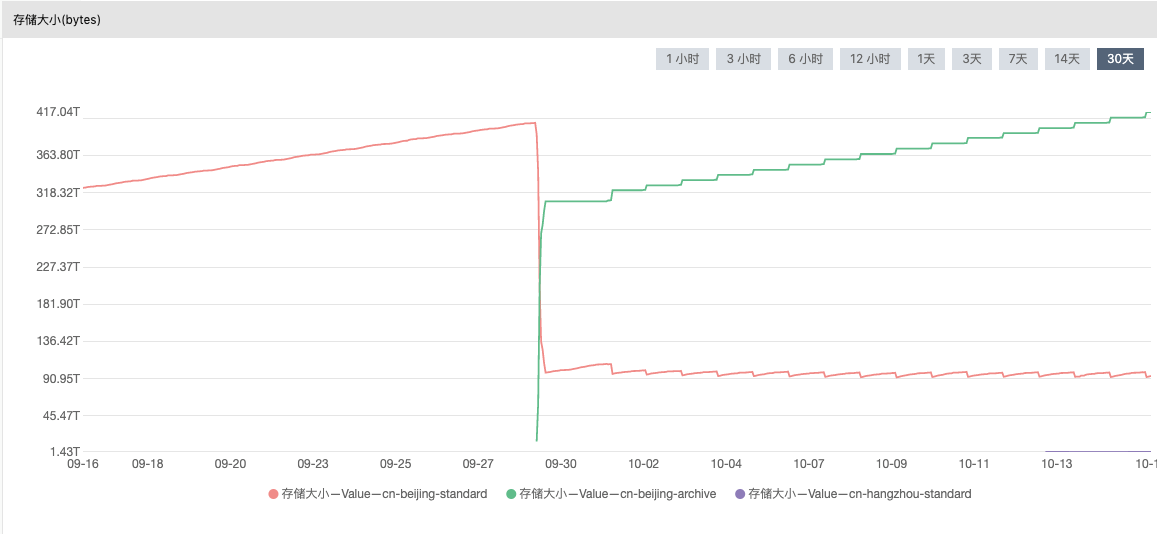 存储大小(bytes)
1 小时 3 小时 6 小时 12 小时 1天 3天 7天 14天 30天
417.04T
363.80T
318.32T
272.85T
227.37T
181.90T
136.42T
90.95T
45.47T
1.43T
09-16 09-18 09-20 09-23 09-25 09-27 09-30 10-02 10-04 10-07 10-09 10-11 10-13 10-1
存储大小—Value—cn-beijing-standard 存储大小—Value—cn-beijing-archive 存储大小—Value—cn-hangzhou-standard